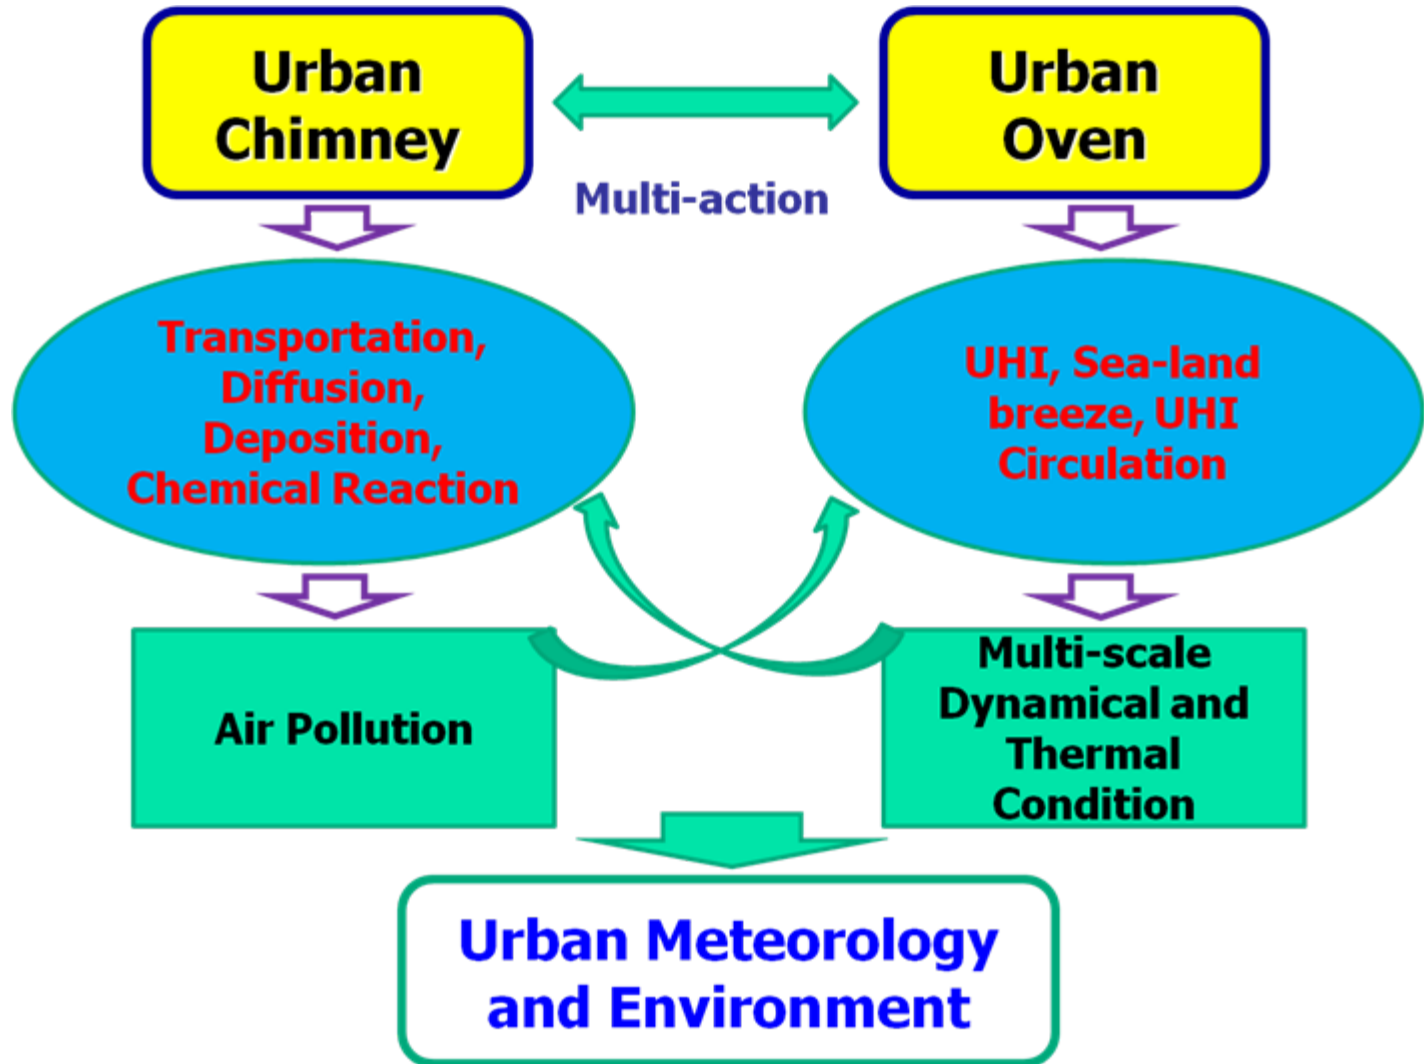 Urban
Chimney
Urban
Oven
Multi-action
Transportation,
Diffusion,
Deposition,
Chemical Reaction
UHI, Sea-land
breeze, UHI
Circulation
Air Pollution
Multi-scale
Dynamical and
Thermal
Condition
Urban Meteorology
and Environment